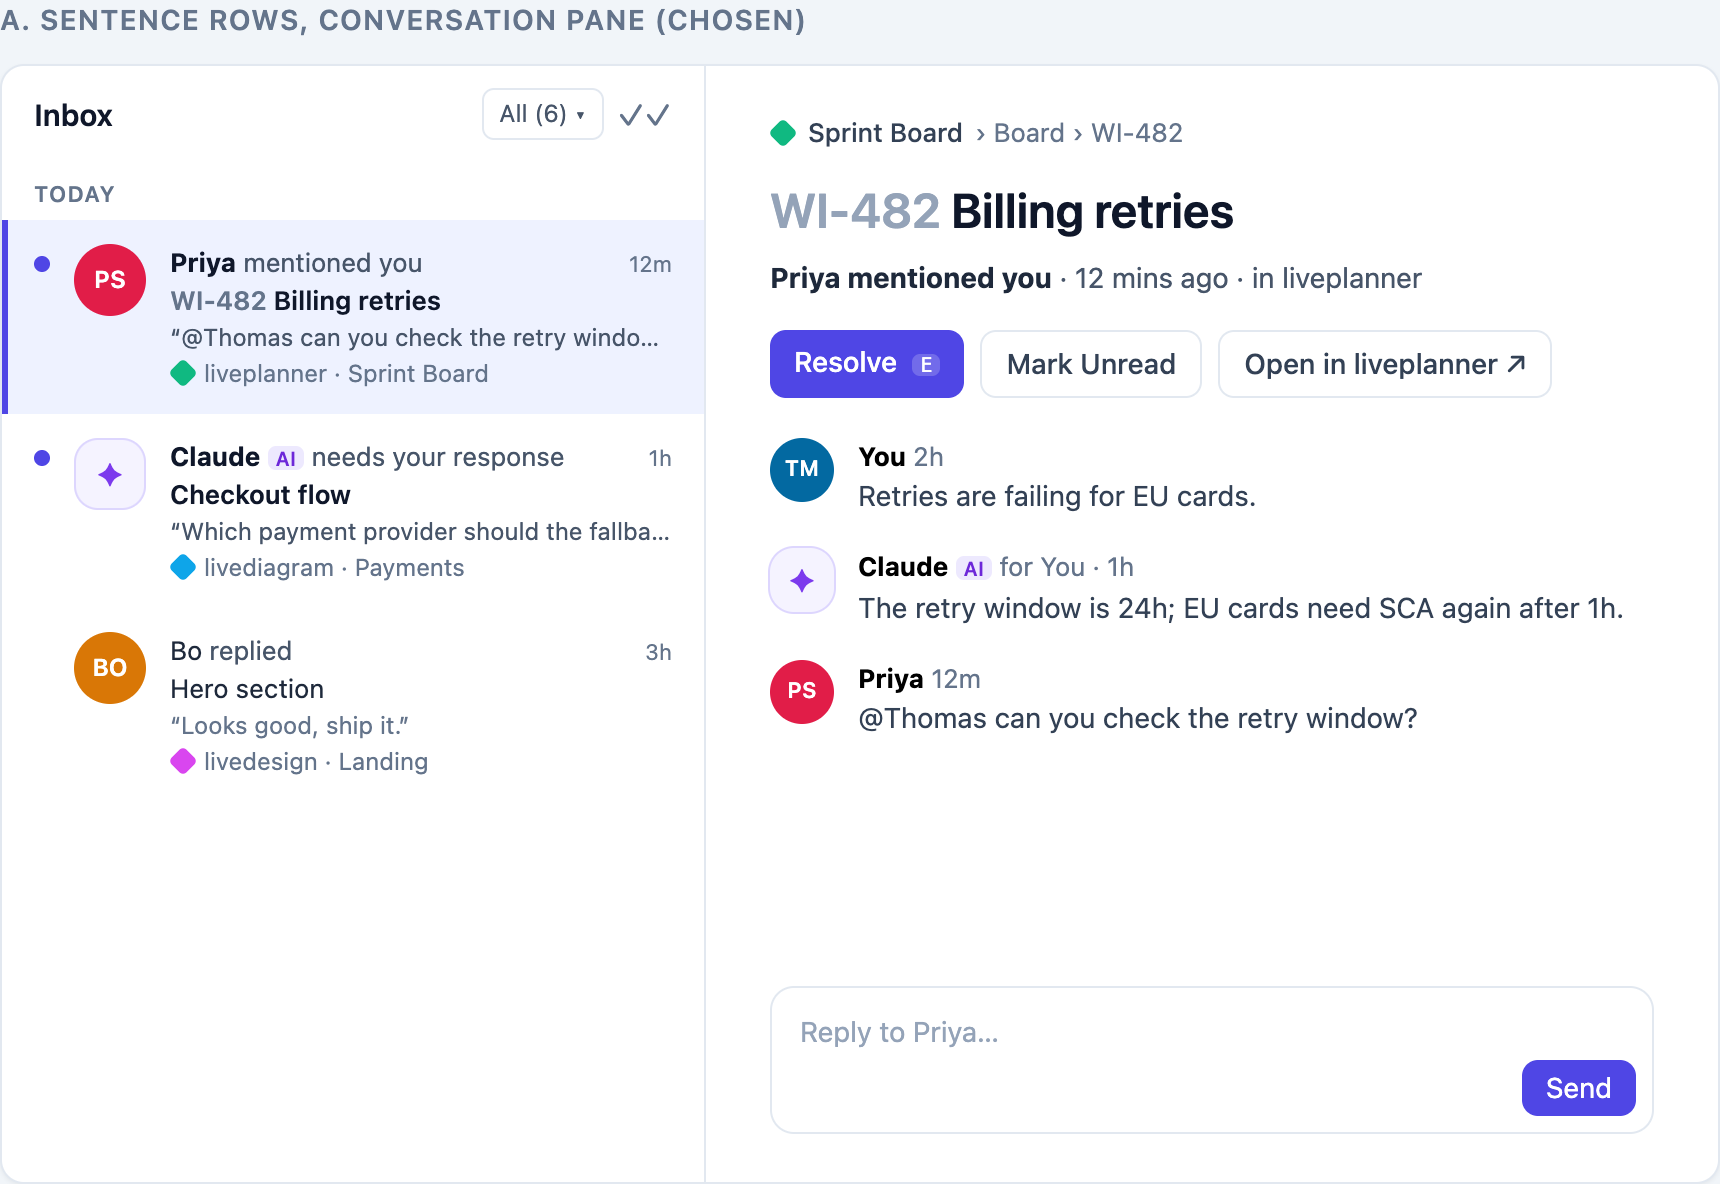 A. SENTENCE ROWS, CONVERSATION PANE (CHOSEN)
Inbox
All (6) ▾
TODAY
PS
Priya mentioned you
12m
WI-482 Billing retries
“@Thomas can you check the retry windo...
liveplanner · Sprint Board
Claude AI needs your response
1h
Checkout flow
“Which payment provider should the fallba...
livediagram · Payments
BO
Bo replied
3h
Hero section
“Looks good, ship it.”
livedesign · Landing
Sprint Board › Board › WI-482
WI-482 Billing retries
Priya mentioned you · 12 mins ago · in liveplanner
Resolve E
Mark Unread
Open in liveplanner ↗
TM
You 2h
Retries are failing for EU cards.
Claude AI for You · 1h
The retry window is 24h; EU cards need SCA again after 1h.
PS
Priya 12m
@Thomas can you check the retry window?
Reply to Priya...
Send